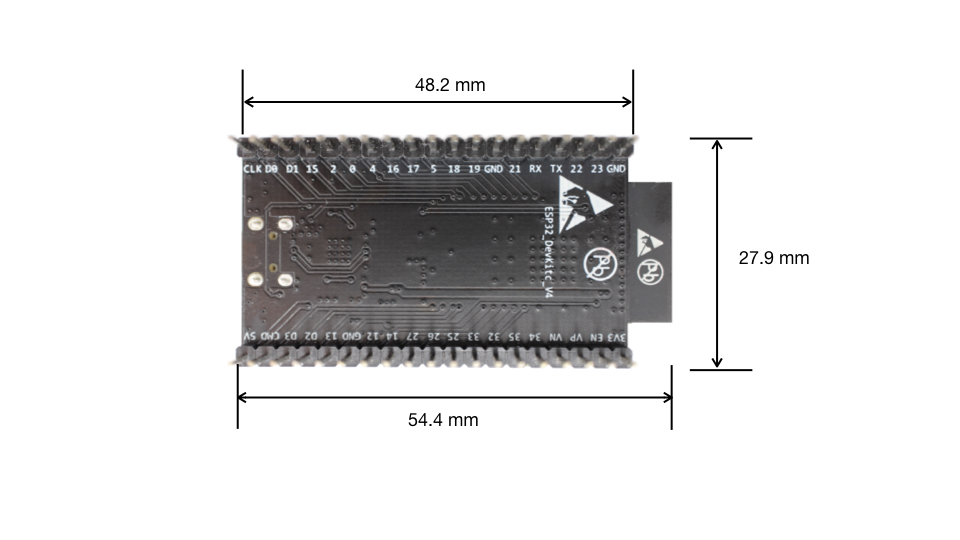 48.2 mm
CLK D0 D1 15 2 0 4 16 17 5 18 19 GND 21 RX TX 22 23 GND
ESP32_DevKitc_V4
Pb
Pb
27.9 mm
5V CMD D3 D2 13 GND 12 14 27 26 25 33 32 35 34 VN VP EN 3V3
54.4 mm